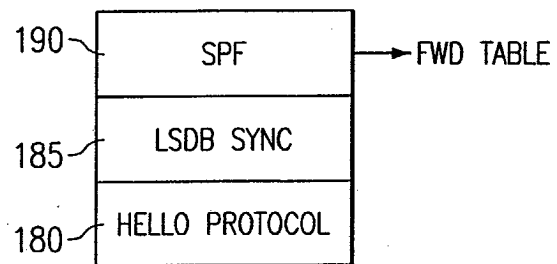 190 SPF FWD TABLE
185 LSDB SYNC
180 HELLO PROTOCOL